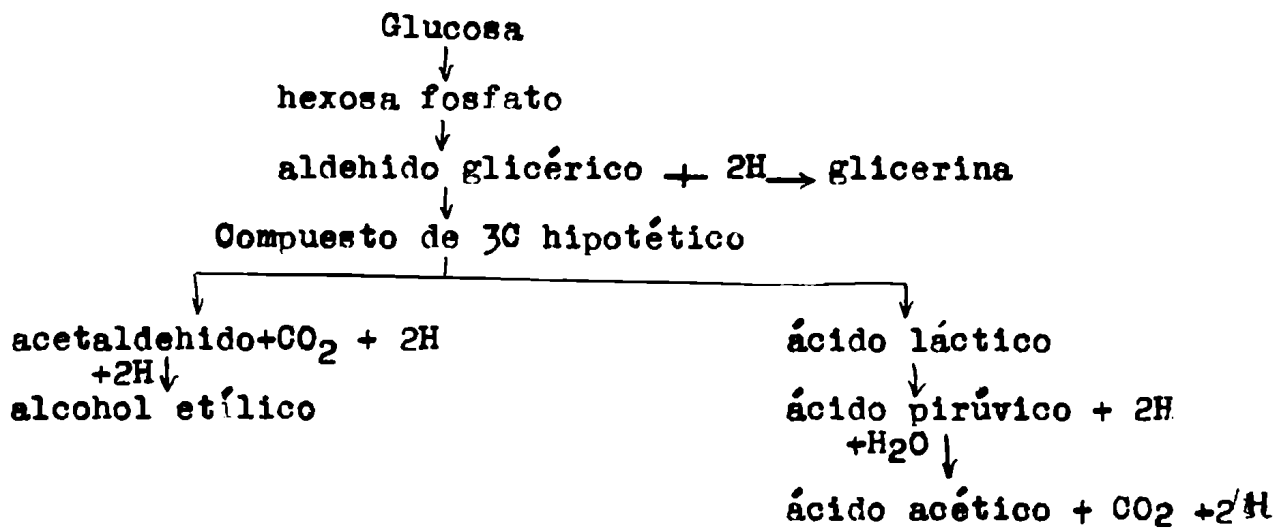 Glucosa
hexosa fosfato
aldehido glicérico + 2H → glicerina
Compuesto de 3C hipotético
acetaldehido+CO₂ + 2H
+2H
alcohol etílico
ácido láctico
ácido pirúvico + 2H
+H₂O
ácido acético + CO₂ +2H